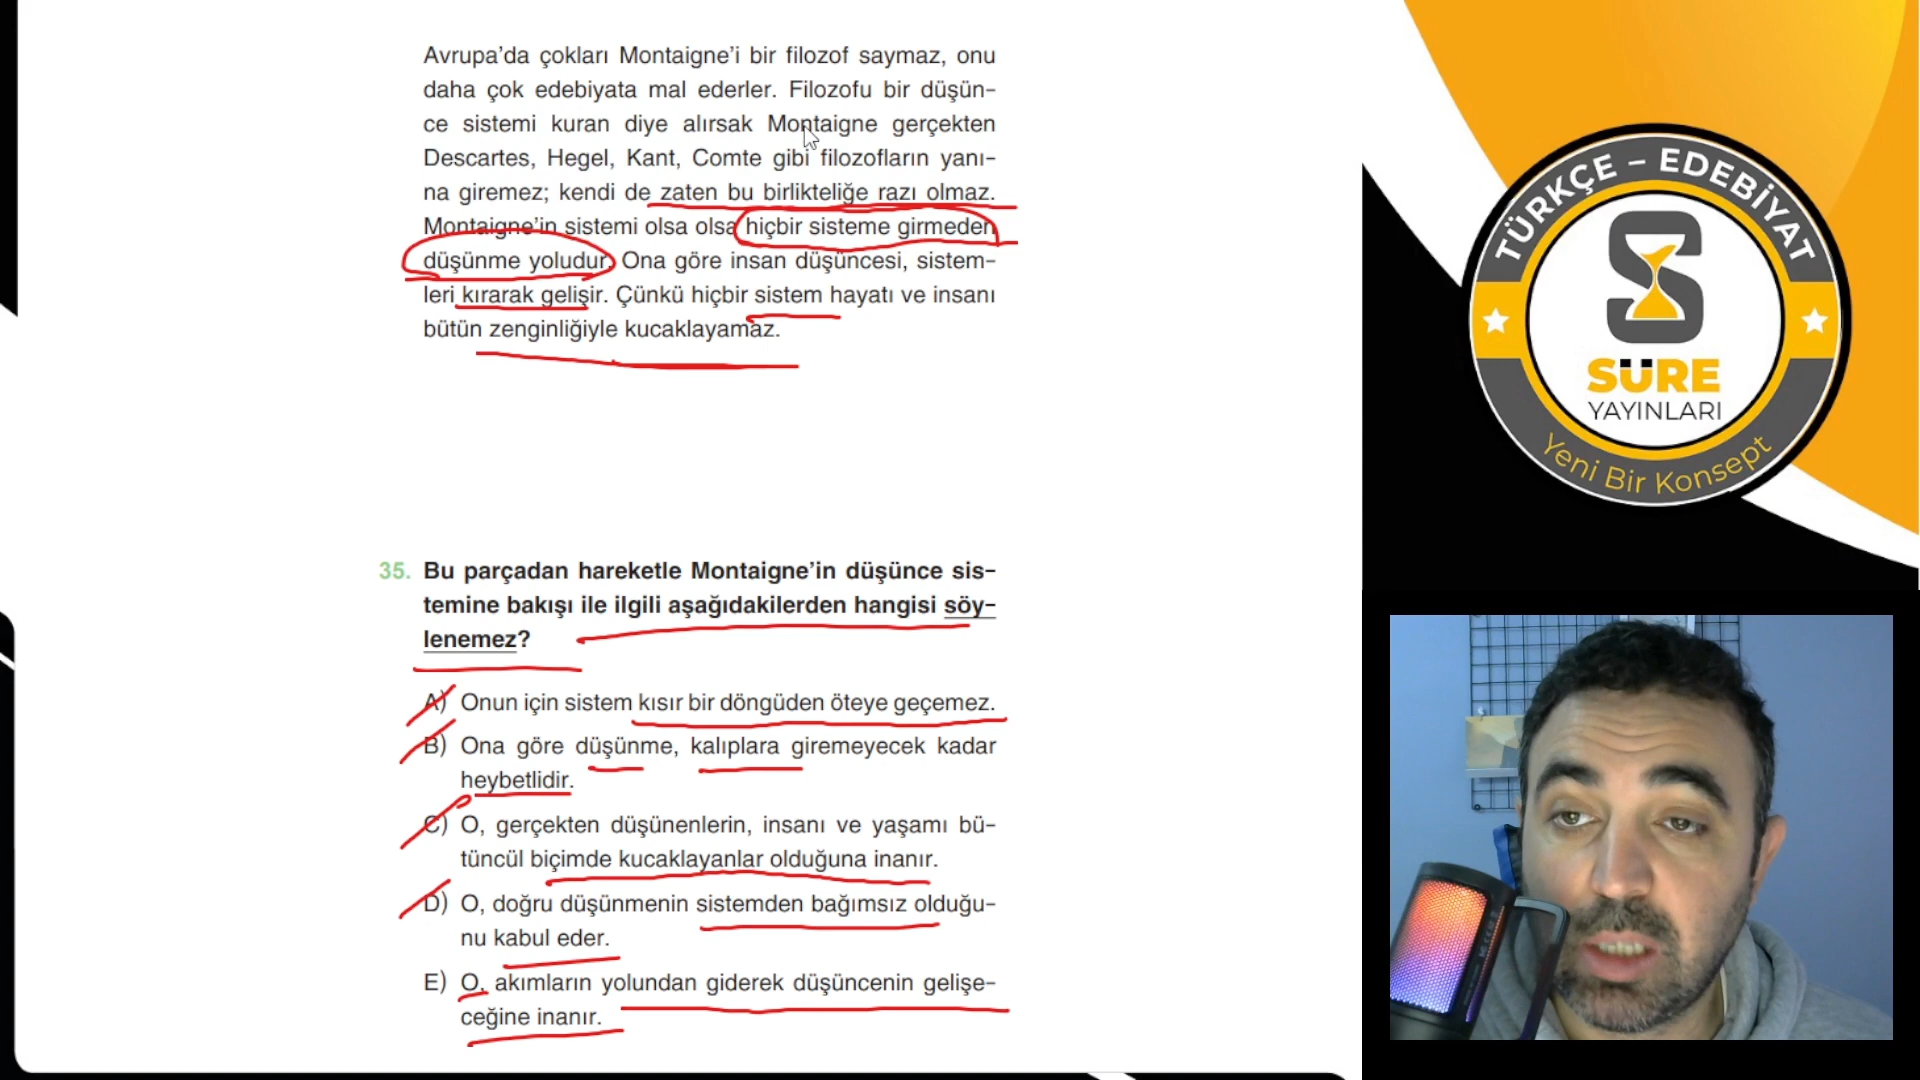 Avrupa'da çokları Montaigne'i bir filozof saymaz, onu
daha çok edebiyata mal ederler. Filozofu bir düşün-
ce sistemi kuran diye alırsak Montaigne gerçekten
Descartes, Hegel, Kant, Comte gibi filozofların yanı-
na giremez; kendi de zaten bu birlikteliğe razı olmaz.
Montaigne'in sistemi olsa olsa hiçbir sisteme girmeden
düşünme yoludur. Ona göre insan düşüncesi, sistem-
leri kırarak gelişir. Çünkü hiçbir sistem hayatı ve insanı
bütün zenginliğiyle kucaklayamaz.
35. Bu parçadan hareketle Montaigne'in düşünce sis-
temine bakışı ile ilgili aşağıdakilerden hangisi söy-
lenemez?
A) Onun için sistem kısır bir döngüden öteye geçemez.
B) Ona göre düşünme, kalıplara giremeyecek kadar
heybetlidir.
C) O, gerçekten düşünenlerin, insanı ve yaşamı bü-
tüncül biçimde kucaklayanlar olduğuna inanır.
D) O, doğru düşünmenin sistemden bağımsız olduğu-
nu kabul eder.
E) O, akımların yolundan giderek düşüncenin gelişe-
ceğine inanır.
TÜRKÇE – EDEBİYAT
SÜRE
YAYINLARI
Yeni Bir Konsept